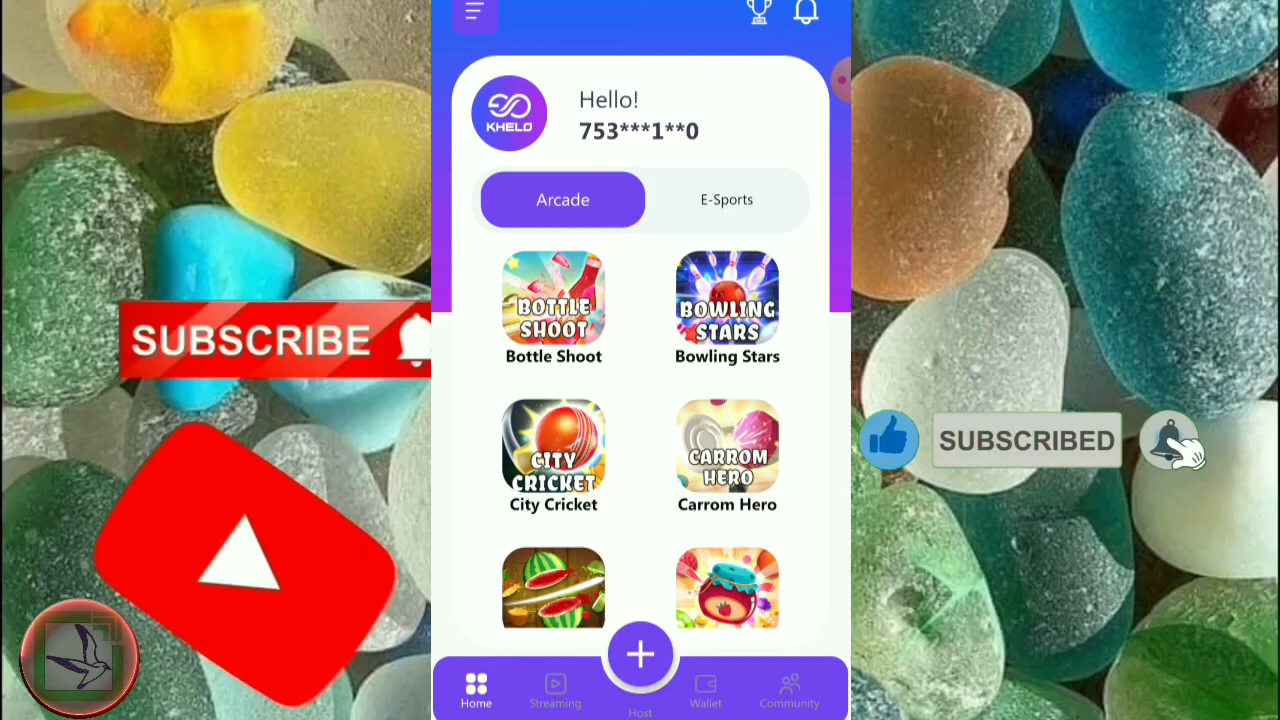 Hello!
KHELO
753***1**0
Arcade
E-Sports
BOTTLE
SHOOT
BOWLING
STARS
Bottle Shoot
Bowling Stars
SUBSCRIBE
SUBSCRIBED
CITY
CRICKET
CARROM
HERO
City Cricket
Carrom Hero
Home
Streaming
Host
Wallet
Community